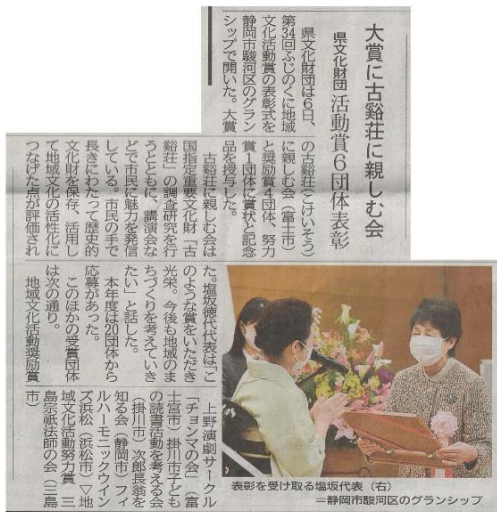 大賞に古谿荘に親しむ会
県文化財団 活動賞６団体表彰
県文化財団は６日、
第34回ふじのくに地域
文化活動賞の表彰式を
静岡市駿河区のグラン
シップで開いた。大賞
の古谿荘（こけいそう）
に親しむ会（富士市）
と奨励賞４団体、努力
賞１団体に賞状と記念
品を授与した。
古谿荘に親しむ会は
国指定重要文化財「古
谿荘」の調査研究を行
うとともに、講演会な
どで市民に魅力を発信
している。市民の手で
長きにわたって歴史的
文化財を保存、活用し
て地域文化の活性化に
つなげた点が評価され
た。塩坂徳代代表は「こ
のような賞をいただき
光栄。今後も地域のま
ちづくりを考えていき
たい」と話した。
本年度は20団体から
応募があった。
このほかの受賞団体
は次の通り。
地域文化活動奨励賞
上野演劇サークル
「チョンマの会」（富
士宮市）掛川市子ども
の読書活動を考える会
（掛川市）次郎長翁を
知る会（静岡市）フィ
ルハーモニックウイン
ズ浜松（浜松市）▽地
域文化活動努力賞 三
島宗祇法師の会（三島
市）
表彰を受け取る塩坂代表（右）
＝静岡市駿河区のグランシップ